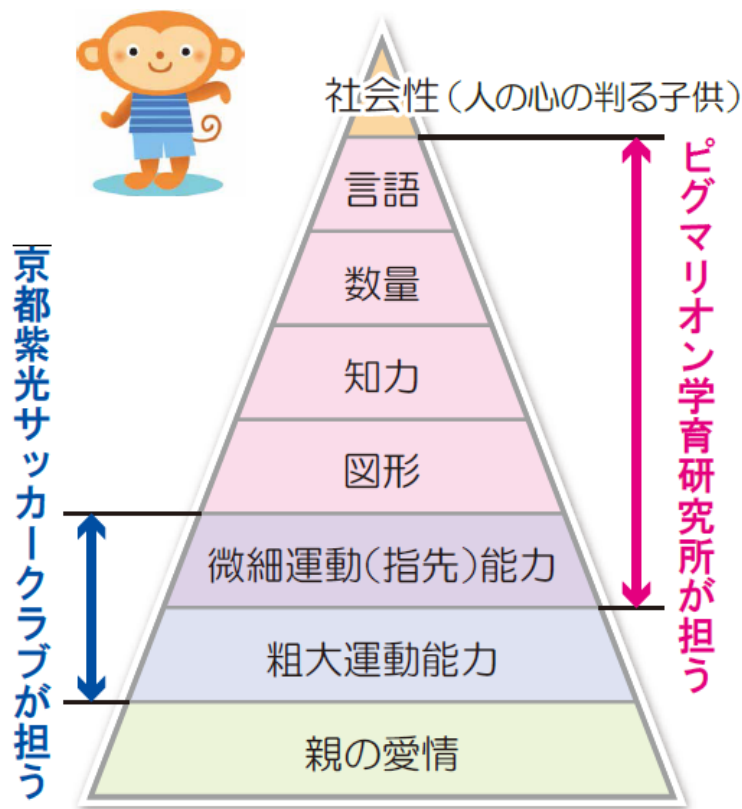 社会性(人の心の判る子供)
言語
数量
知力
図形
微細運動(指先)能力
粗大運動能力
親の愛情
京都紫光サッカークラブが担う
ピグマリオン学育研究所が担う